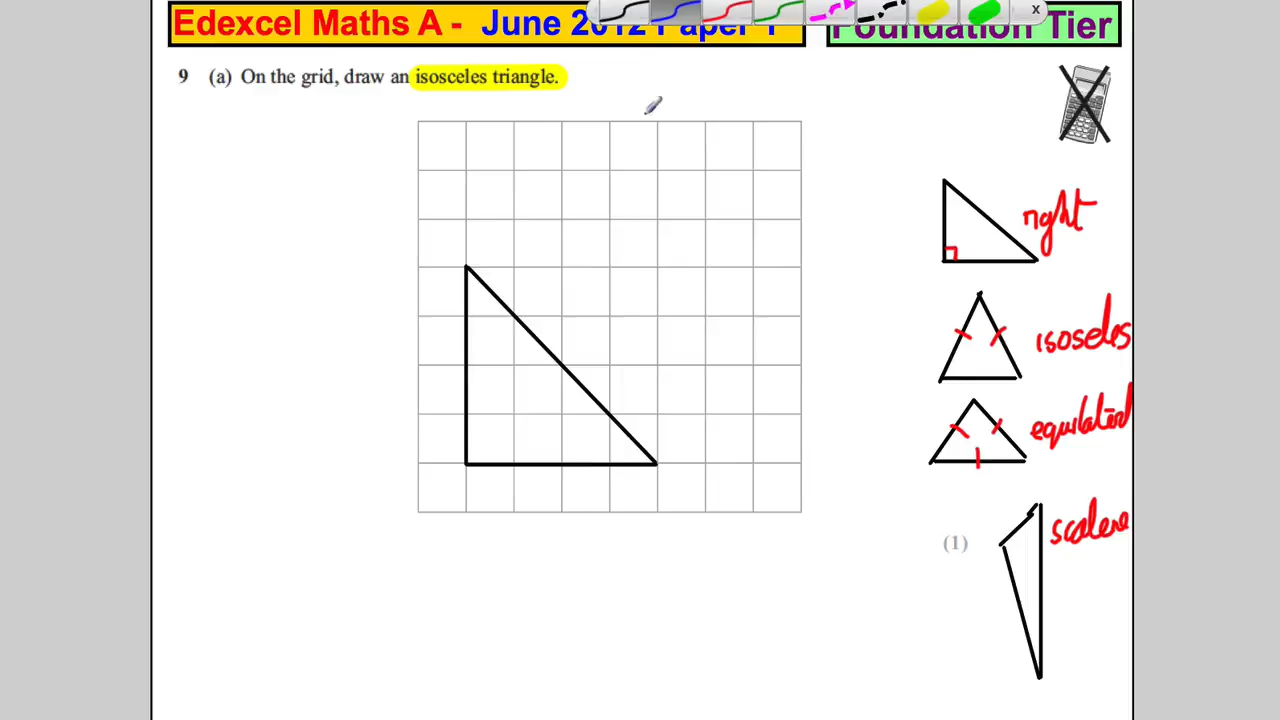 Edexcel Maths A - June 2012 Paper 1
Foundation Tier
x
9 (a) On the grid, draw an isosceles triangle.
right
isoseles
equilateral
scalene
(1)